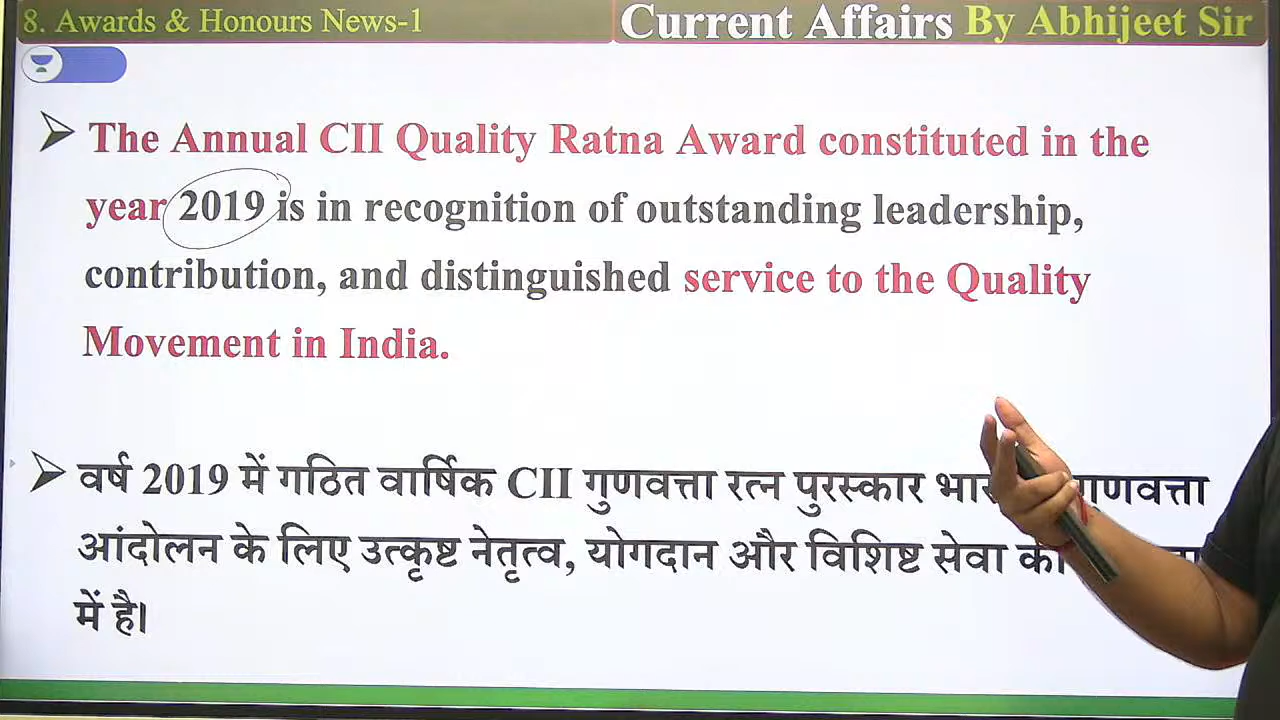 8. Awards & Honours News-1
Current Affairs By Abhijeet Sir
The Annual CII Quality Ratna Award constituted in the
year 2019 is in recognition of outstanding leadership,
contribution, and distinguished service to the Quality
Movement in India.
वर्ष 2019 में गठित वार्षिक CII गुणवत्ता रत्न पुरस्कार
आंदोलन के लिए उत्कृष्ट नेतृत्व, योगदान और विशिष्ट सेवा
में है।